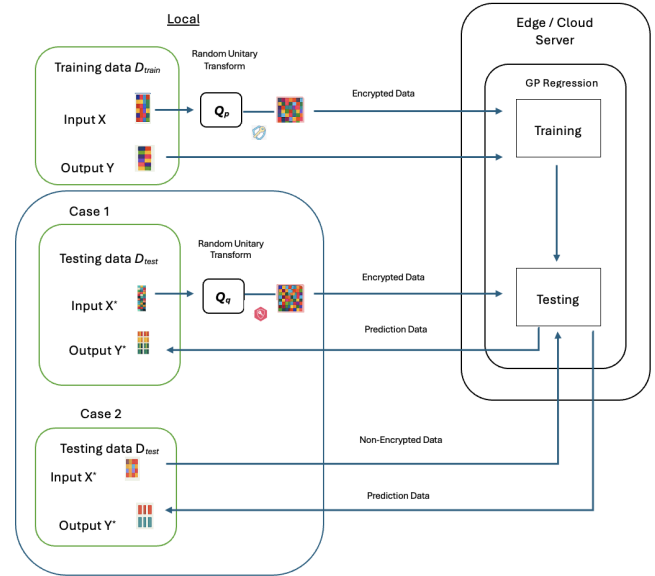 Local
Edge / Cloud
Server
Training data D_train
Random Unitary
Transform
GP Regression
Input X
Q_p
Encrypted Data
Training
Output Y
Case 1
Testing data D_test
Random Unitary
Transform
Input X*
Q_q
Encrypted Data
Testing
Output Y*
Prediction Data
Case 2
Testing data D_test
Non-Encrypted Data
Input X*
Prediction Data
Output Y*